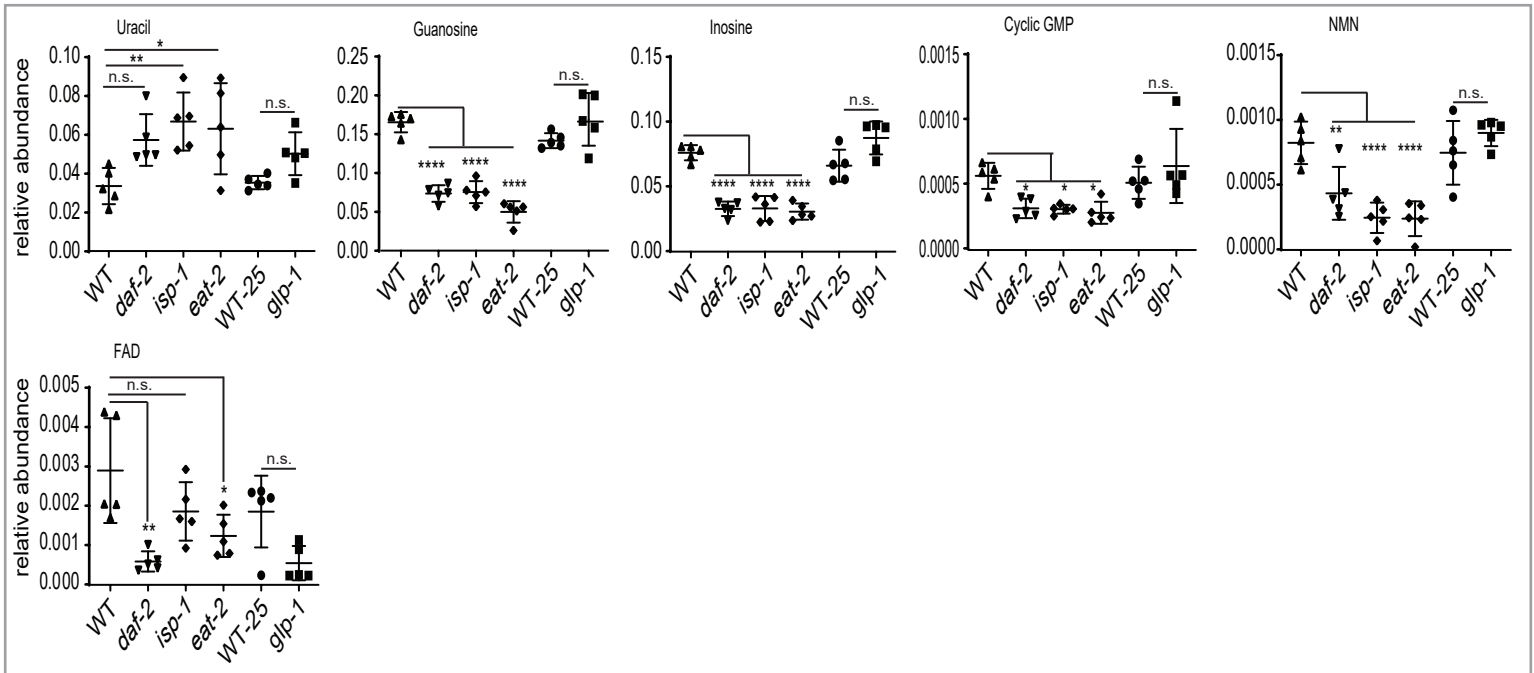 Uracil
Guanosine
Inosine
Cyclic GMP
NMN
relative abundance
0.10
0.08
0.06
0.04
0.02
0.00
*
**
n.s.
n.s.
WT
daf-2
isp-1
eat-2
WT-25
glp-1
0.25
0.20
0.15
0.10
0.05
0.00
****
****
****
n.s.
WT
daf-2
isp-1
eat-2
WT-25
glp-1
0.15
0.10
0.05
0.00
****
****
****
n.s.
WT
daf-2
isp-1
eat-2
WT-25
glp-1
0.0015
0.0010
0.0005
0.0000
*
*
*
n.s.
WT
daf-2
isp-1
eat-2
WT-25
glp-1
0.0015
0.0010
0.0005
0.0000
**
****
****
n.s.
WT
daf-2
isp-1
eat-2
WT-25
glp-1
FAD
relative abundance
0.005
0.004
0.003
0.002
0.001
0.000
n.s.
**
*
n.s.
WT
daf-2
isp-1
eat-2
WT-25
glp-1